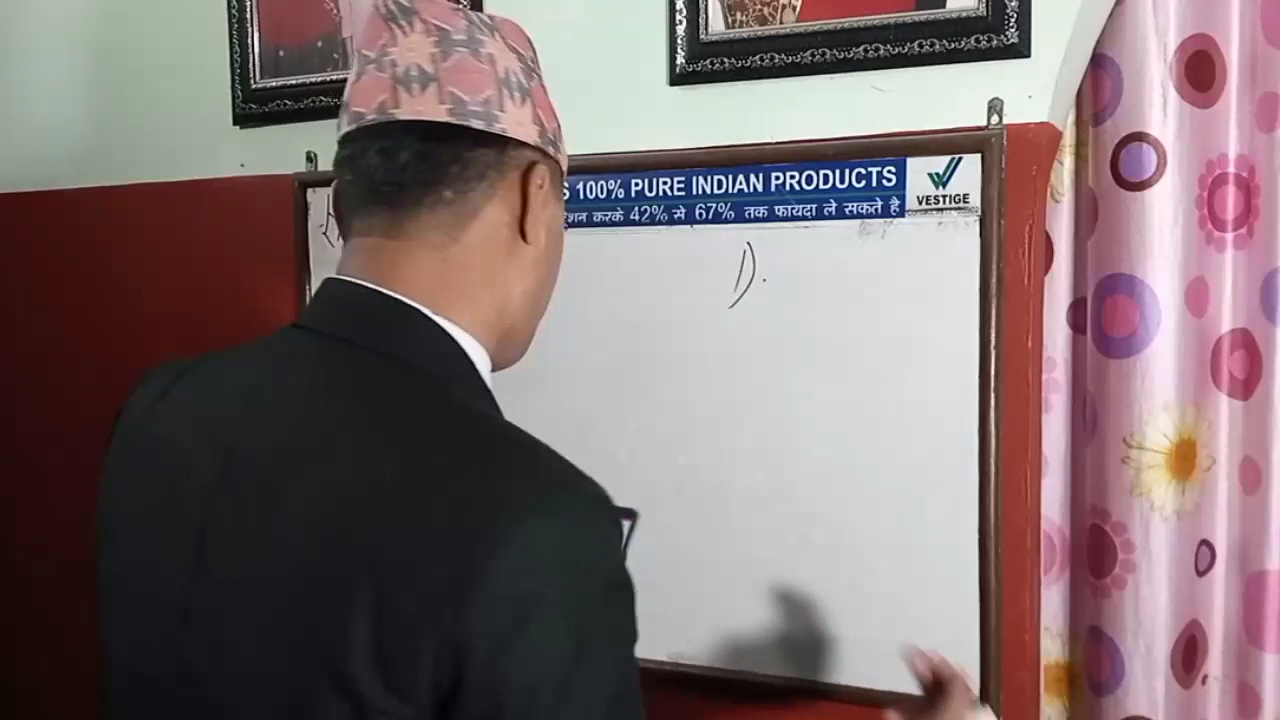 100% PURE INDIAN PRODUCTS
करके 42% से 67% तक फायदा ले सकते है
VESTIGE
D.